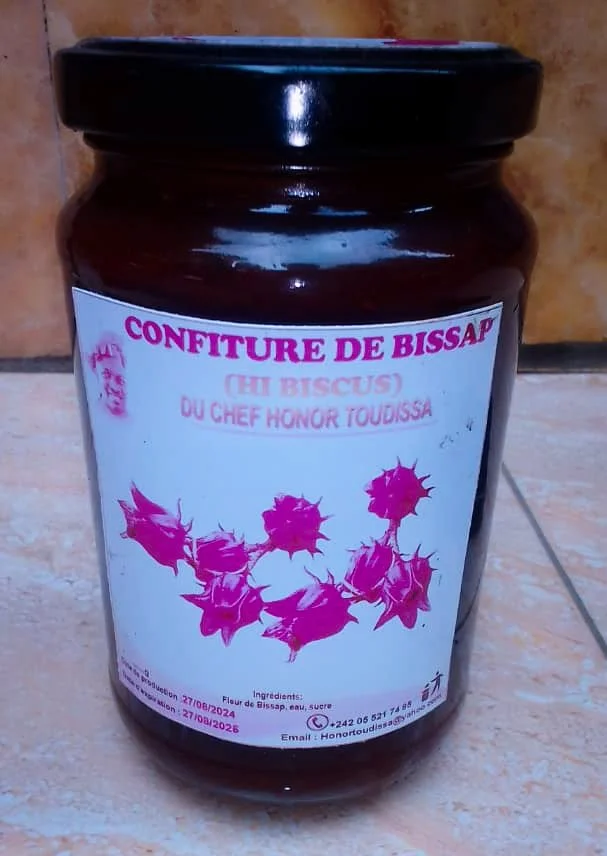 CONFITURE DE BISSAP
(HI BISCUS)
DU CHEF HONOR TOUDISSA
Date de production :27/08/2024
Date d'expiration : 27/08/2026
Ingrédients:
Fleur de Bissap, eau, sucre
+242 05 521 74
Email : Honortoudissa@yahoo.com